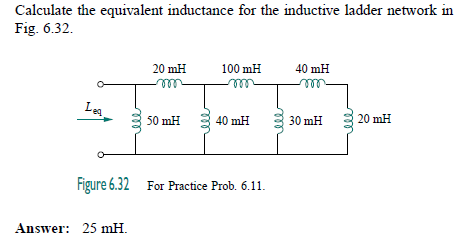 Calculate the equivalent inductance for the inductive ladder network in
Fig. 6.32.
20 mH 100 mH 40 mH
Leq
50 mH 40 mH 30 mH 20 mH
Figure 6.32 For Practice Prob. 6.11.
Answer: 25 mH.